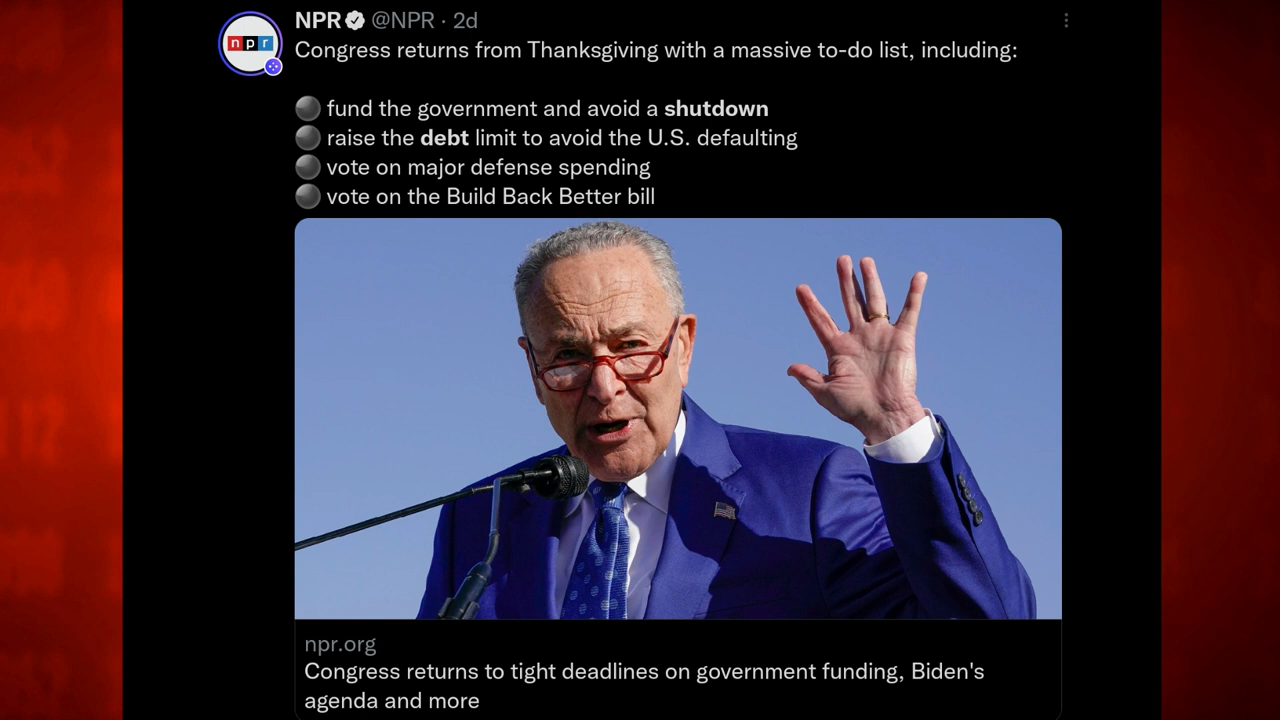 npr
NPR @NPR · 2d
Congress returns from Thanksgiving with a massive to-do list, including:
fund the government and avoid a shutdown
raise the debt limit to avoid the U.S. defaulting
vote on major defense spending
vote on the Build Back Better bill
npr.org
Congress returns to tight deadlines on government funding, Biden's
agenda and more